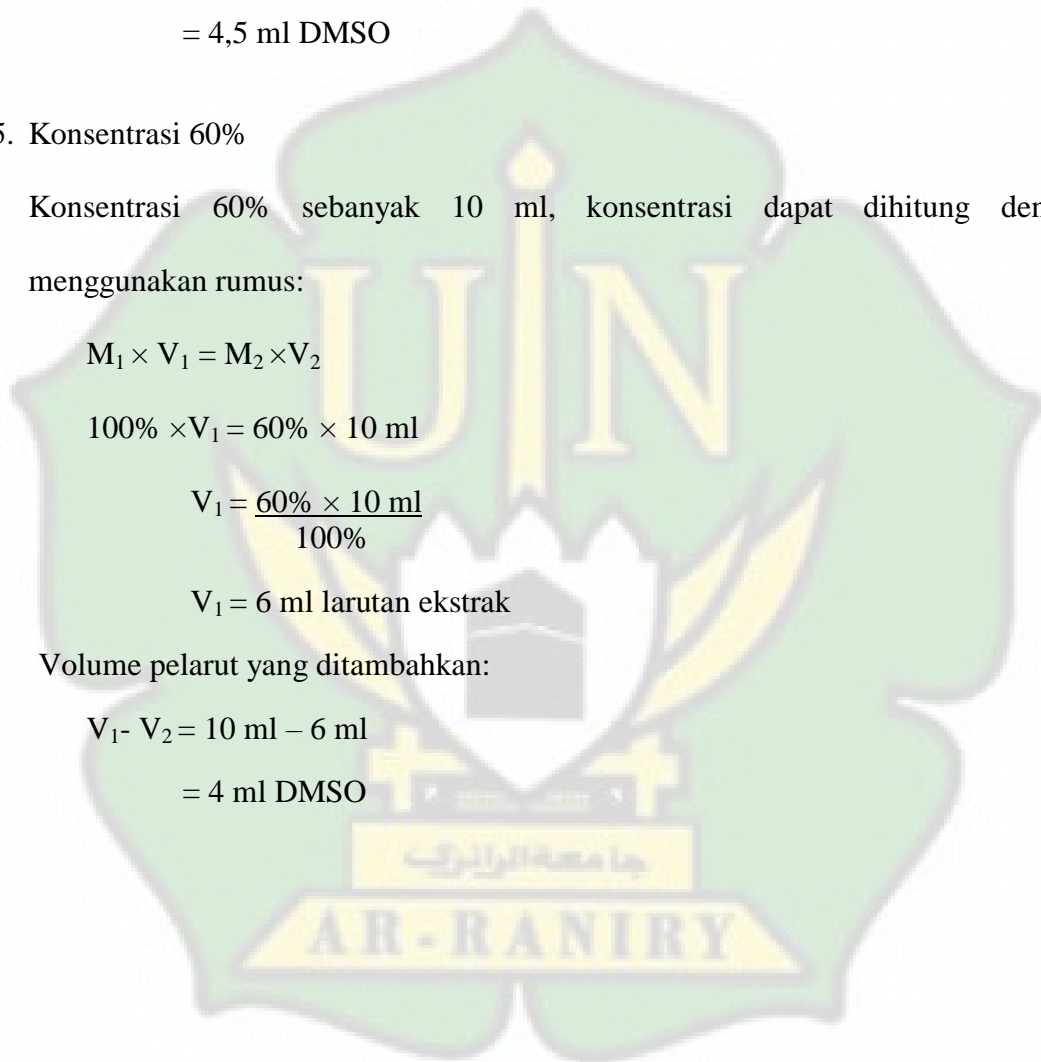 = 4,5 ml DMSO
5. Konsentrasi 60%
Konsentrasi 60% sebanyak 10 ml, konsentrasi dapat dihitung den
menggunakan rumus:
M₁ × V₁ = M₂ ×V₂
100% ×V₁ = 60% × 10 ml
V₁ = 60% × 10 ml
100%
V₁ = 6 ml larutan ekstrak
Volume pelarut yang ditambahkan:
V₁- V₂ = 10 ml – 6 ml
= 4 ml DMSO
UIN
جامعة الرانري
AR-RANIRY